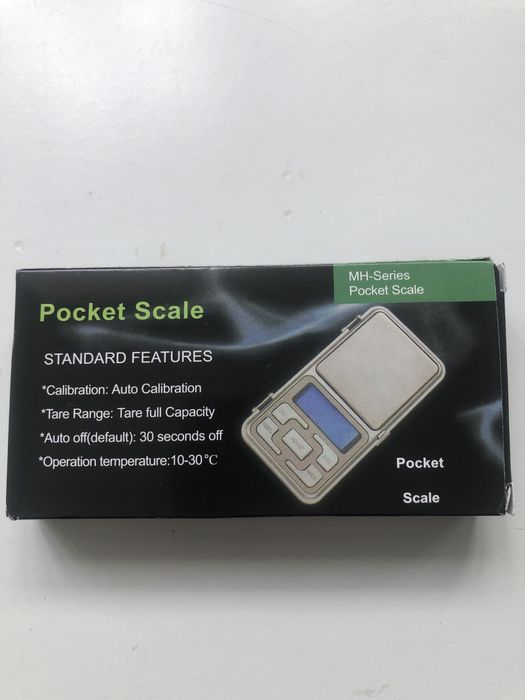 MH-Series
Pocket Scale
Pocket Scale
STANDARD FEATURES
*Calibration: Auto Calibration
*Tare Range: Tare full Capacity
*Auto off(default): 30 seconds off
*Operation temperature:10-30℃
Pocket
Scale